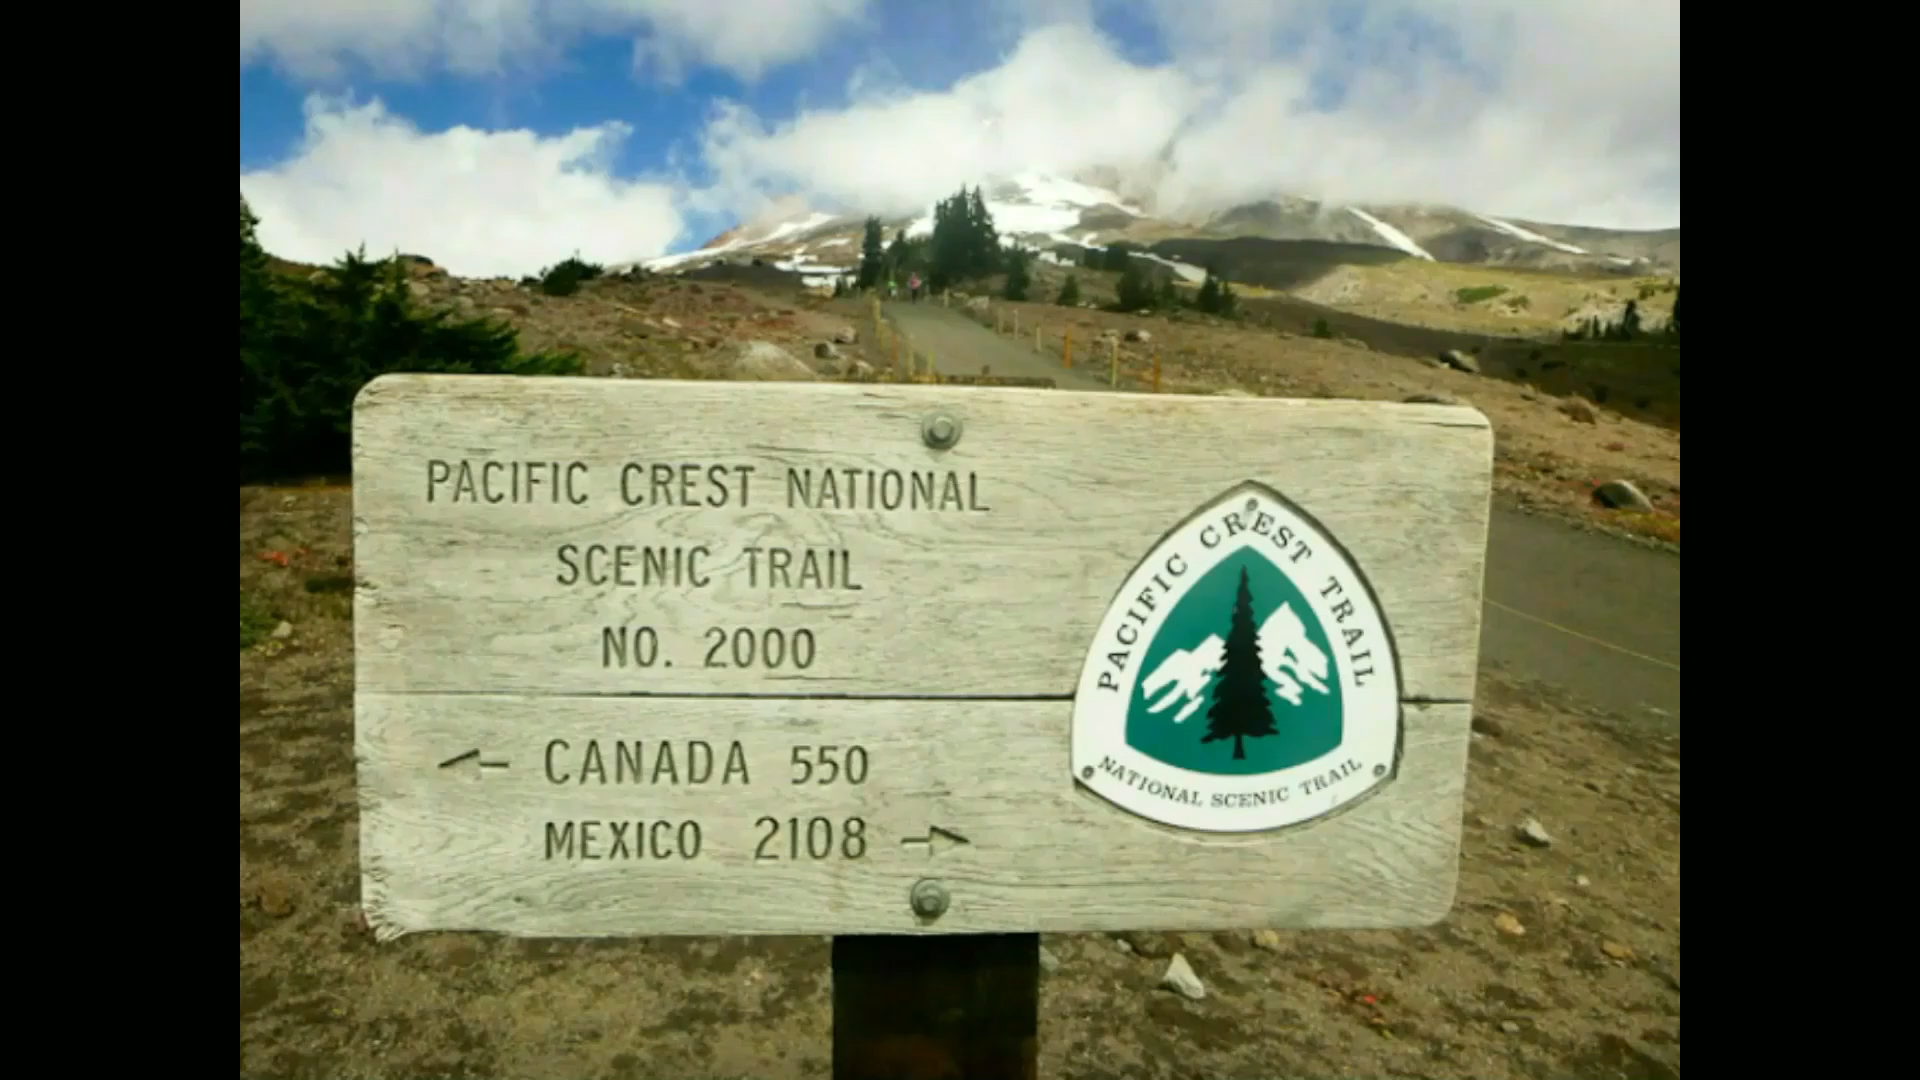 PACIFIC CREST NATIONAL
SCENIC TRAIL
NO. 2000
CANADA 550
MEXICO 2108
PACIFIC CREST TRAIL
NATIONAL SCENIC TRAIL